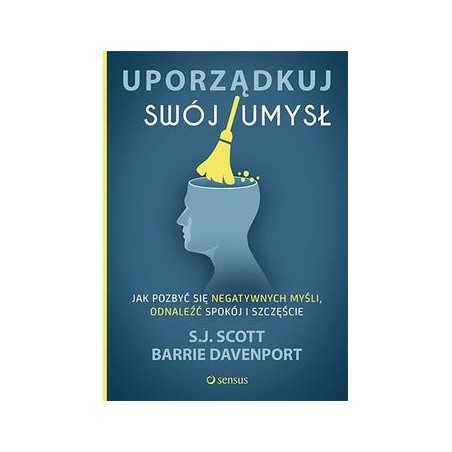 UPORZĄDKUJ
SWÓJ UMYSŁ
JAK POZBYĆ SIĘ NEGATYWNYCH MYŚLI,
ODNALEŹĆ SPOKÓJ I SZCZĘŚCIE
S.J. SCOTT
BARRIE DAVENPORT
sensus